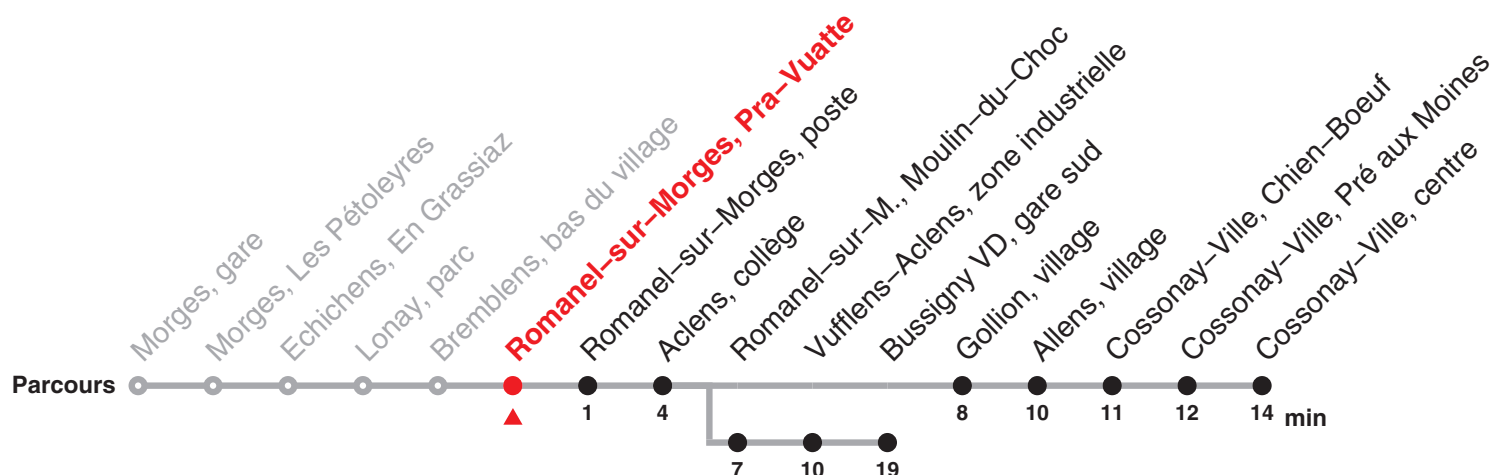 Morges, gare
Morges, Les Pétoleyres
Echichens, En Grassiaz
Lonay, parc
Bremblens, bas du village
Romanel–sur–Morges, Pra–Vuatte
Romanel–sur–Morges, poste
Aclens, collège
Romanel–sur–M., Moulin–du–Choc
Vufflens–Aclens, zone industrielle
Bussigny VD, gare sud
Gollion, village
Allens, village
Cossonay–Ville, Chien–Boeuf
Cossonay–Ville, Pré aux Moines
Cossonay–Ville, centre
Parcours
1 4 8 10 11 12 14 min
7 10 19